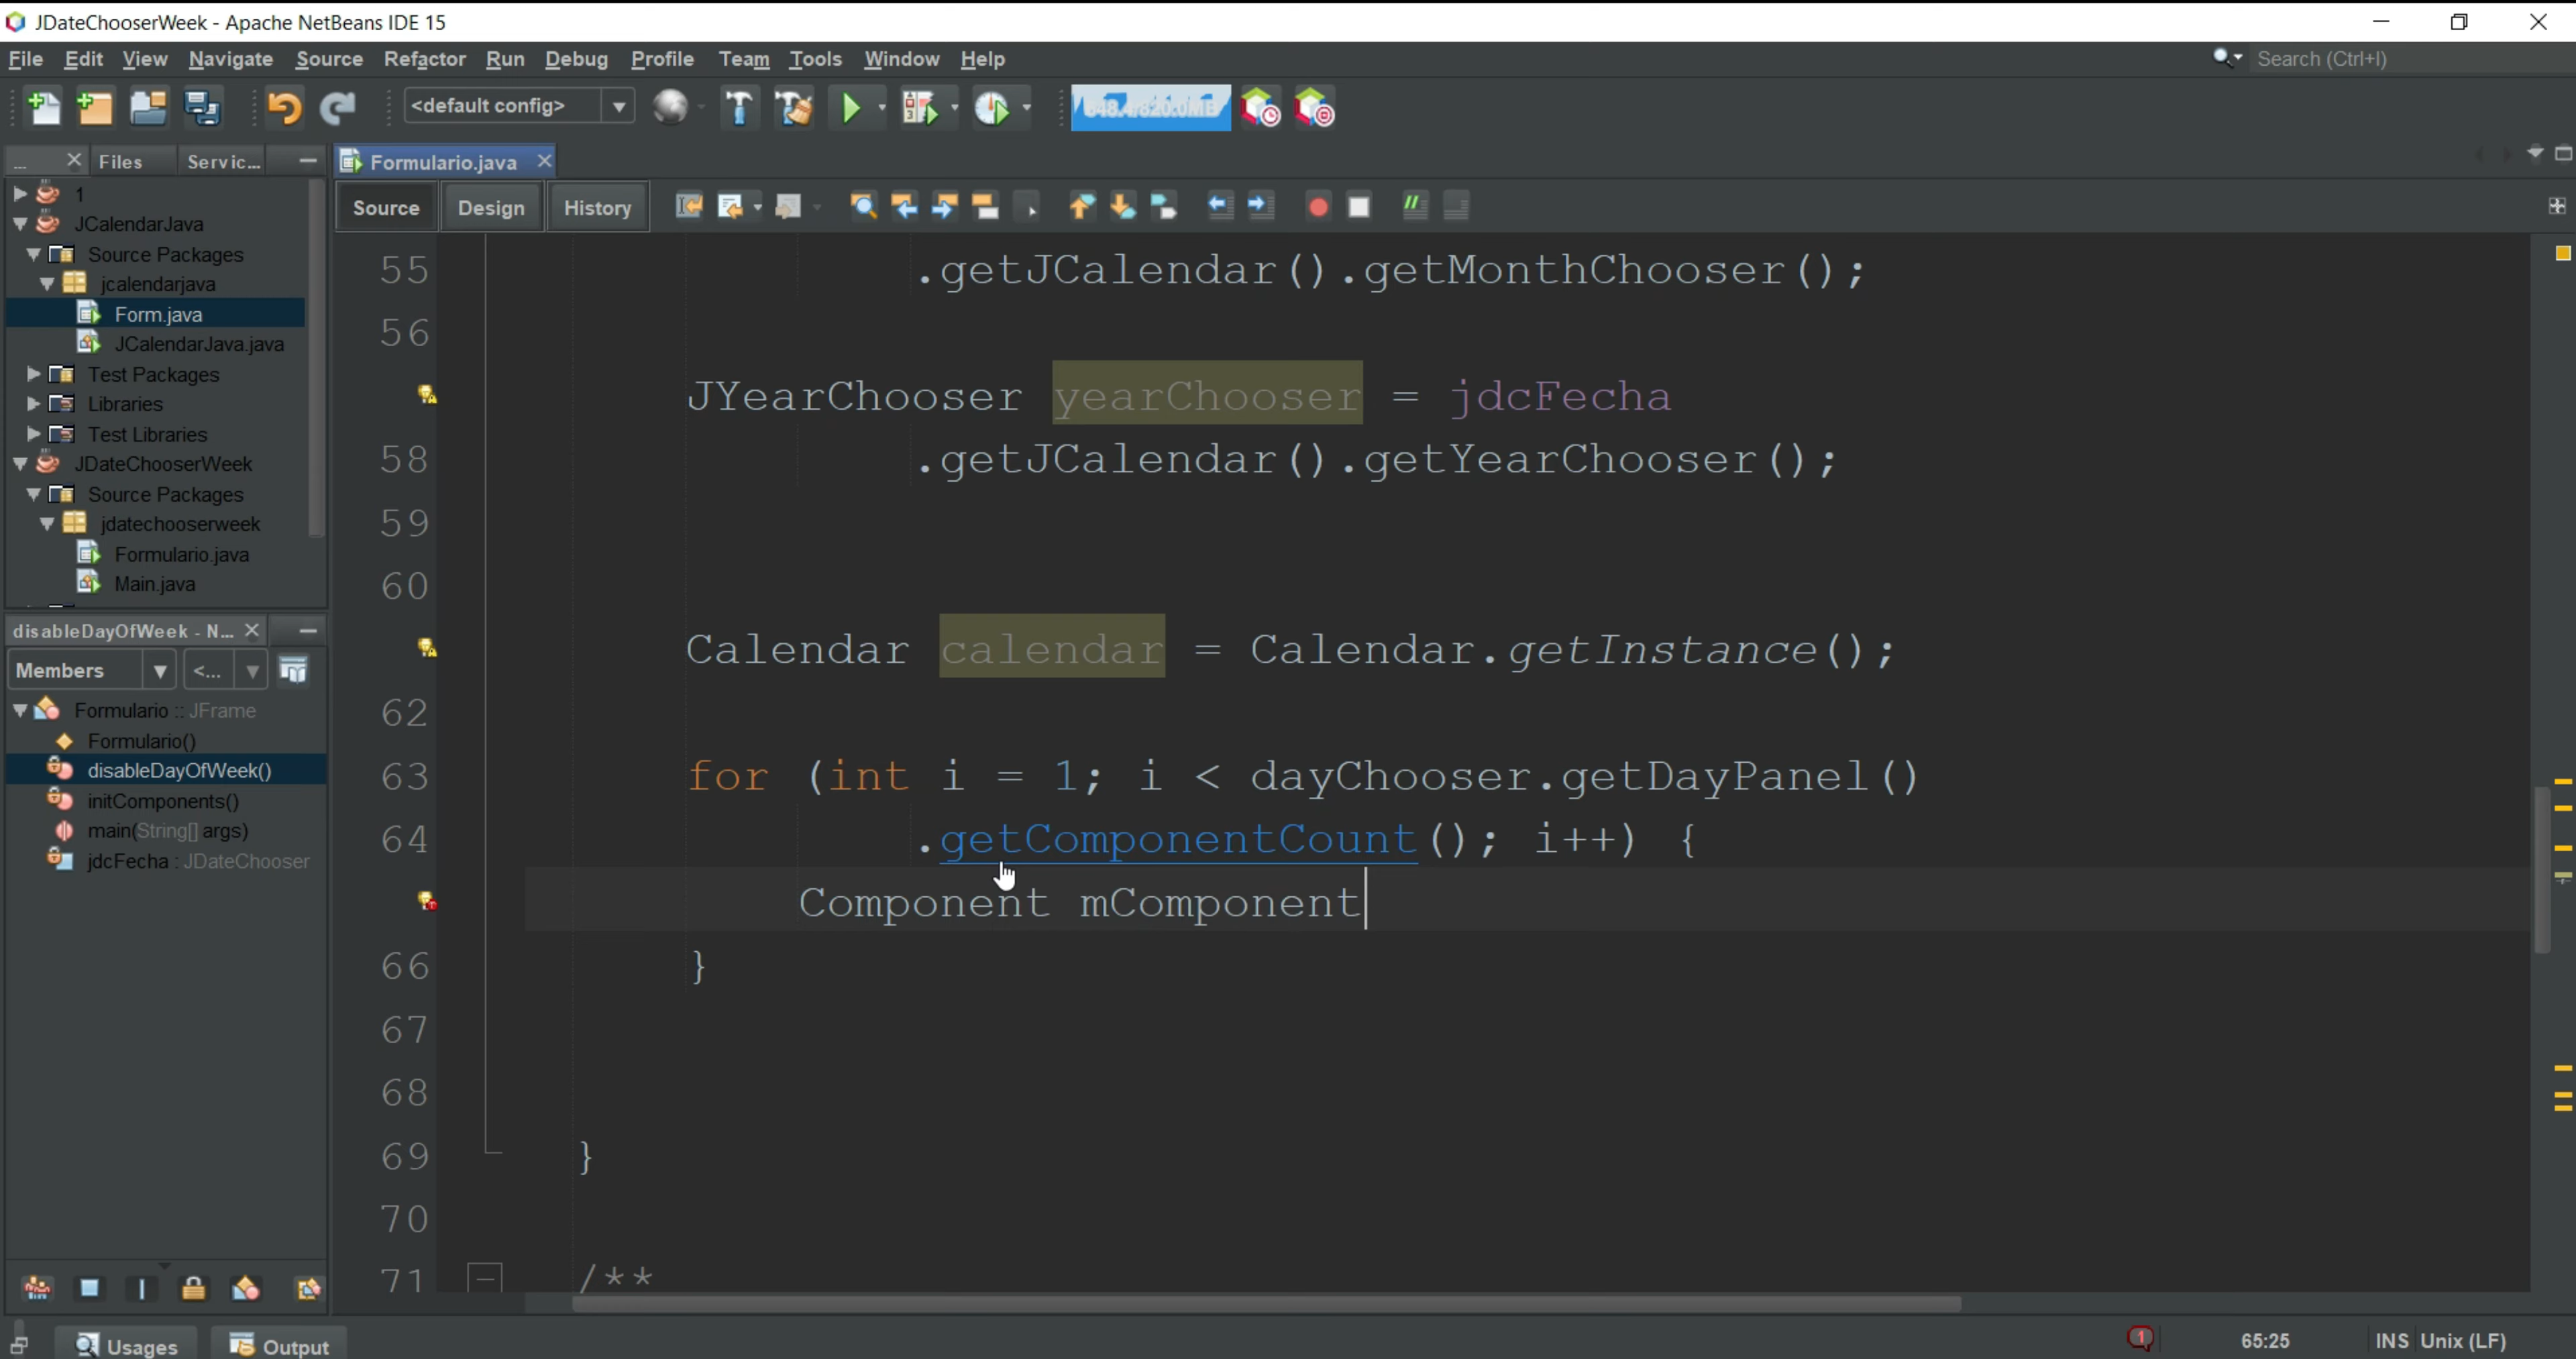 JDateChooserWeek - Apache NetBeans IDE 15
File Edit View Navigate Source Refactor Run Debug Profile Team Tools Window Help
Search (Ctrl+I)
<default config>
... Files Servic...
Formulario.java
Source Design History
1
JCalendarJava
Source Packages
jcalendarjava
Form.java
JCalendarJava.java
Test Packages
Libraries
Test Libraries
JDateChooserWeek
Source Packages
jdatechooserweek
Formulario.java
Main.java
disableDayOfWeek - N...
Members <...
Formulario :: JFrame
Formulario()
disableDayOfWeek()
initComponents()
main(String[] args)
jdcFecha : JDateChooser
55 .getJCalendar().getMonthChooser();
56
JYearChooser yearChooser = jdcFecha
58 .getJCalendar().getYearChooser();
59
60
Calendar calendar = Calendar.getInstance();
62
63 for (int i = 1; i < dayChooser.getDayPanel()
64 .getComponentCount(); i++) {
Component mComponent
66 }
67
68
69 }
70
71 /**
Usages Output
1 65:25 INS Unix (LF)